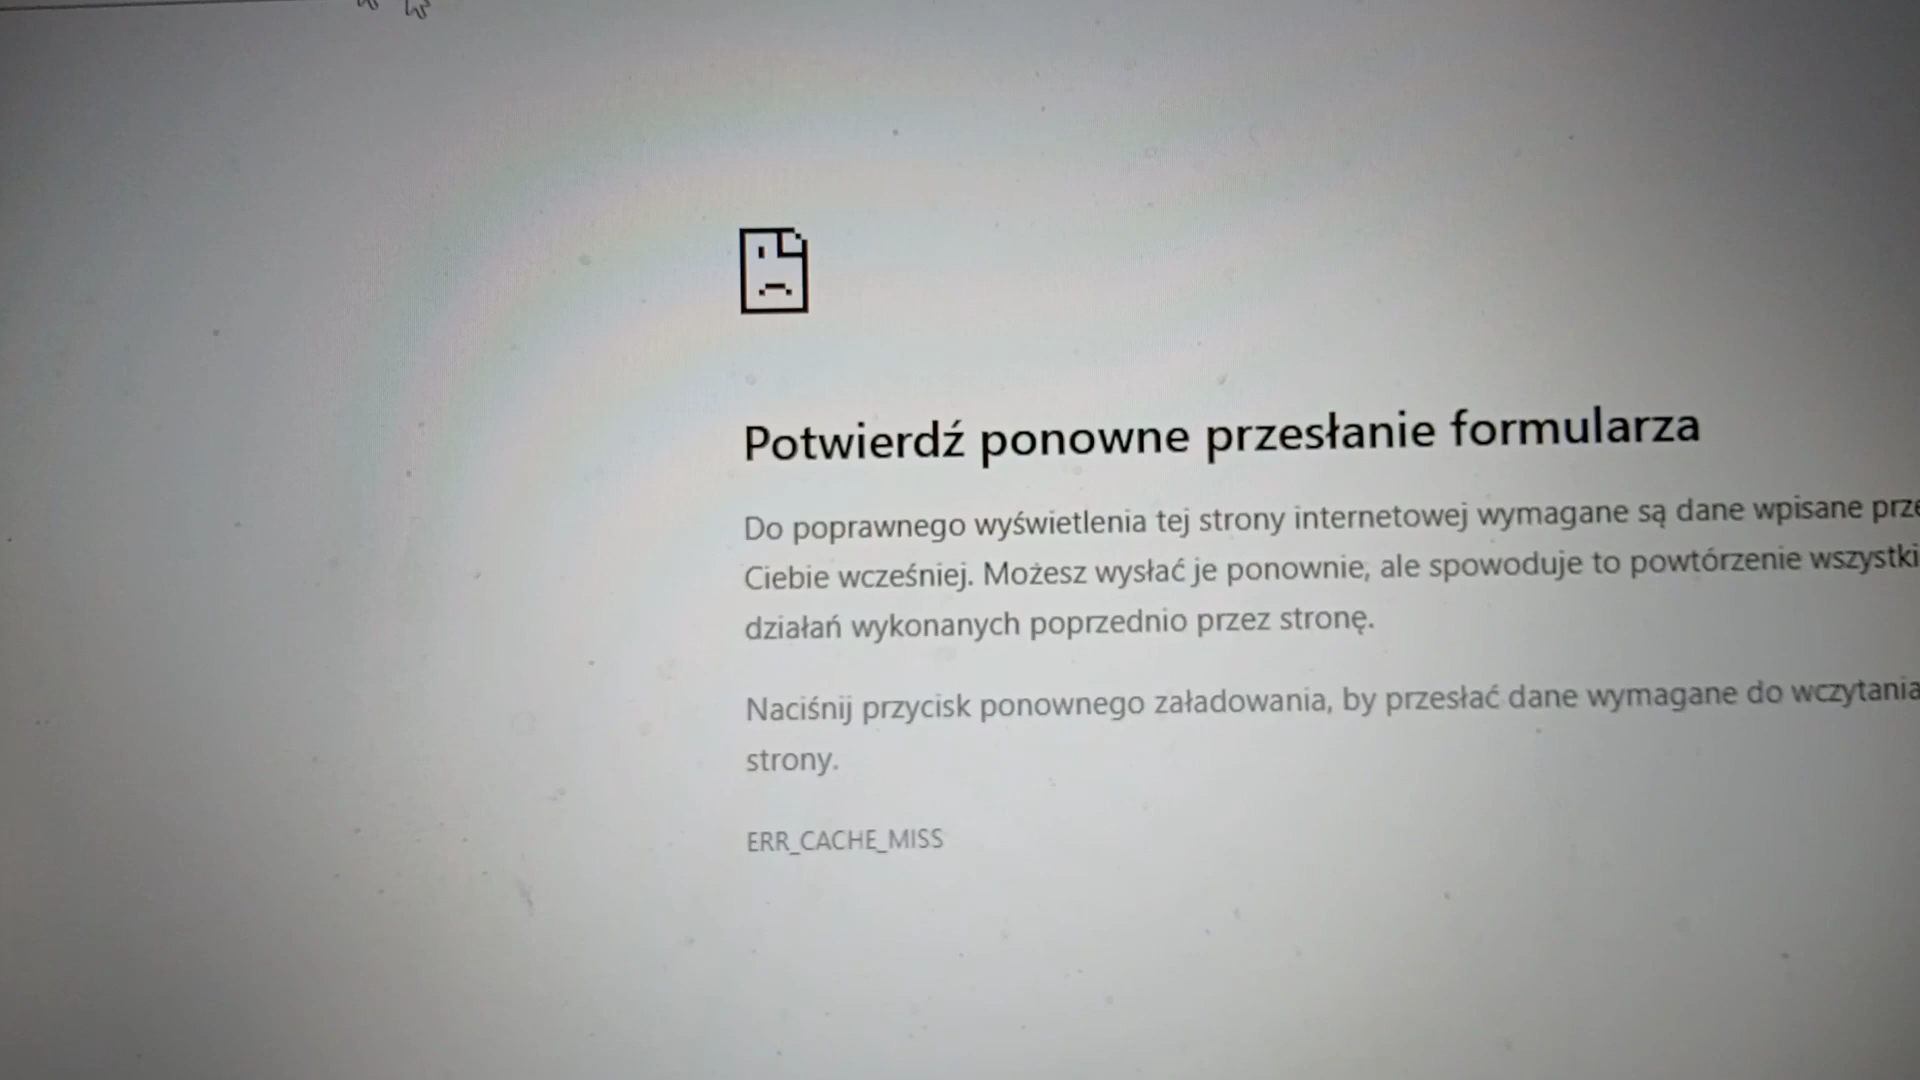 Potwierdź ponowne przesłanie formularza
Do poprawnego wyświetlenia tej strony internetowej wymagane są dane wpisane
Ciebie wcześniej. Możesz wysłać je ponownie, ale spowoduje to powtórzenie
działań wykonanych poprzednio przez stronę.
Naciśnij przycisk ponownego załadowania, by przesłać dane wymagane do wczytania
strony.
ERR_CACHE_MISS